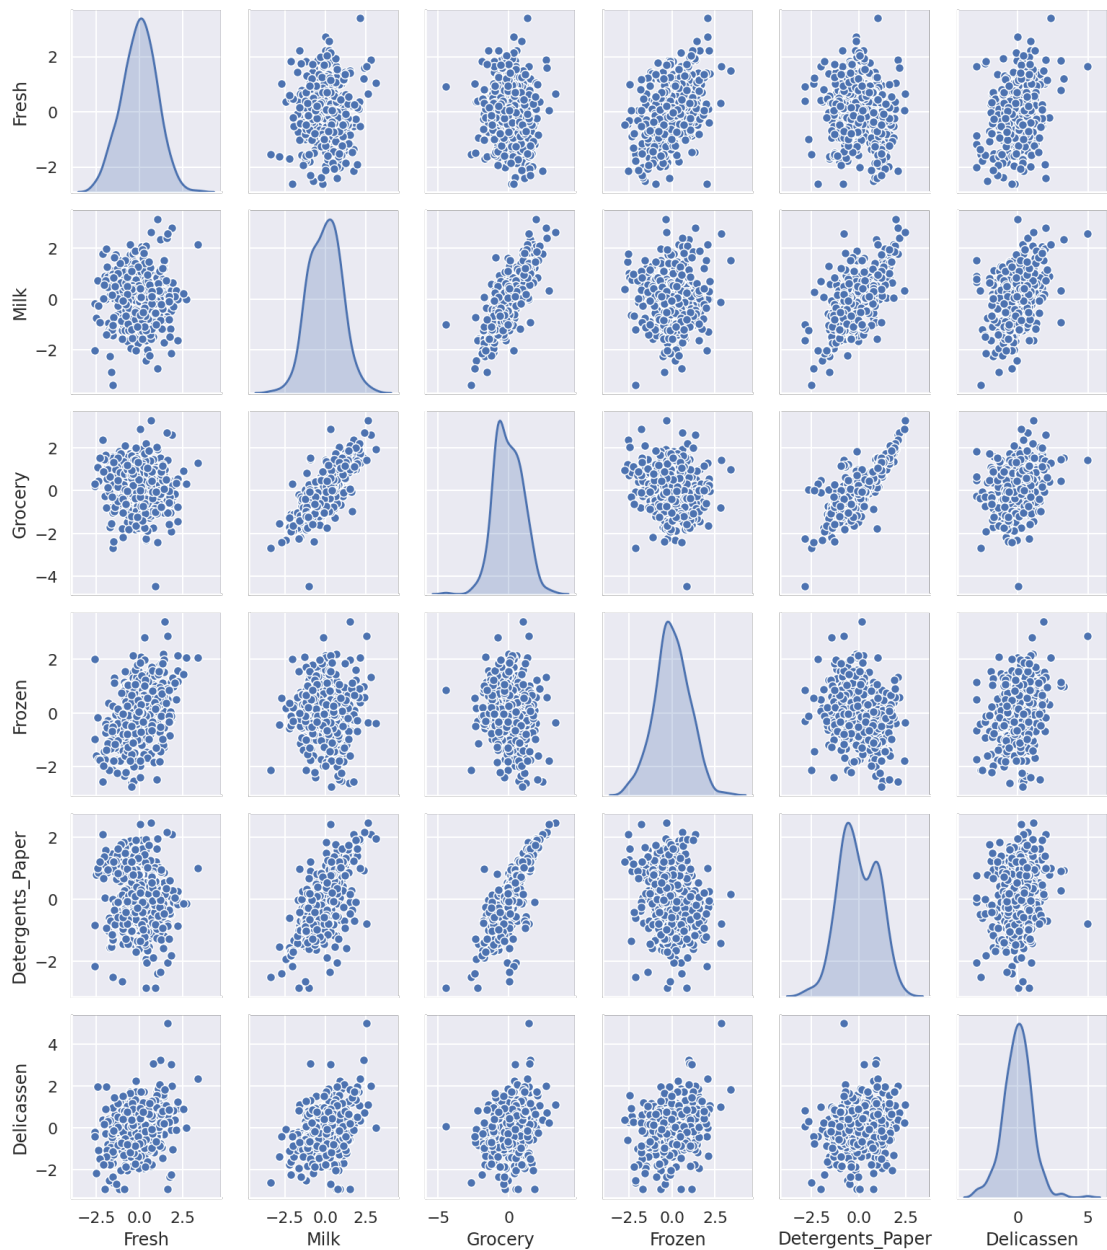 Fresh
2
0
−2
Milk
2
0
−2
Grocery
2
0
−2
−4
Frozen
2
0
−2
Detergents_Paper
2
0
−2
Delicassen
4
2
0
−2
−2.5 0.0 2.5 −2.5 0.0 2.5 −5 0 −2.5 0.0 2.5 −2.5 0.0 2.5 0 5
Fresh Milk Grocery Frozen Detergents_Paper Delicassen